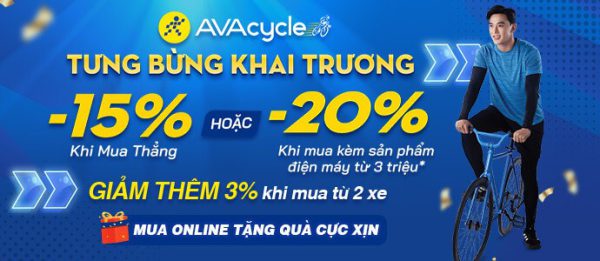 AVAcycle
TƯNG BỪNG KHAI TRƯƠNG
-15% HOẶC -20%
Khi Mua Thẳng
Khi mua kèm sản phẩm
điện máy từ 3 triệu*
GIẢM THÊM 3% khi mua từ 2 xe
MUA ONLINE TẶNG QUÀ CỰC XỊN